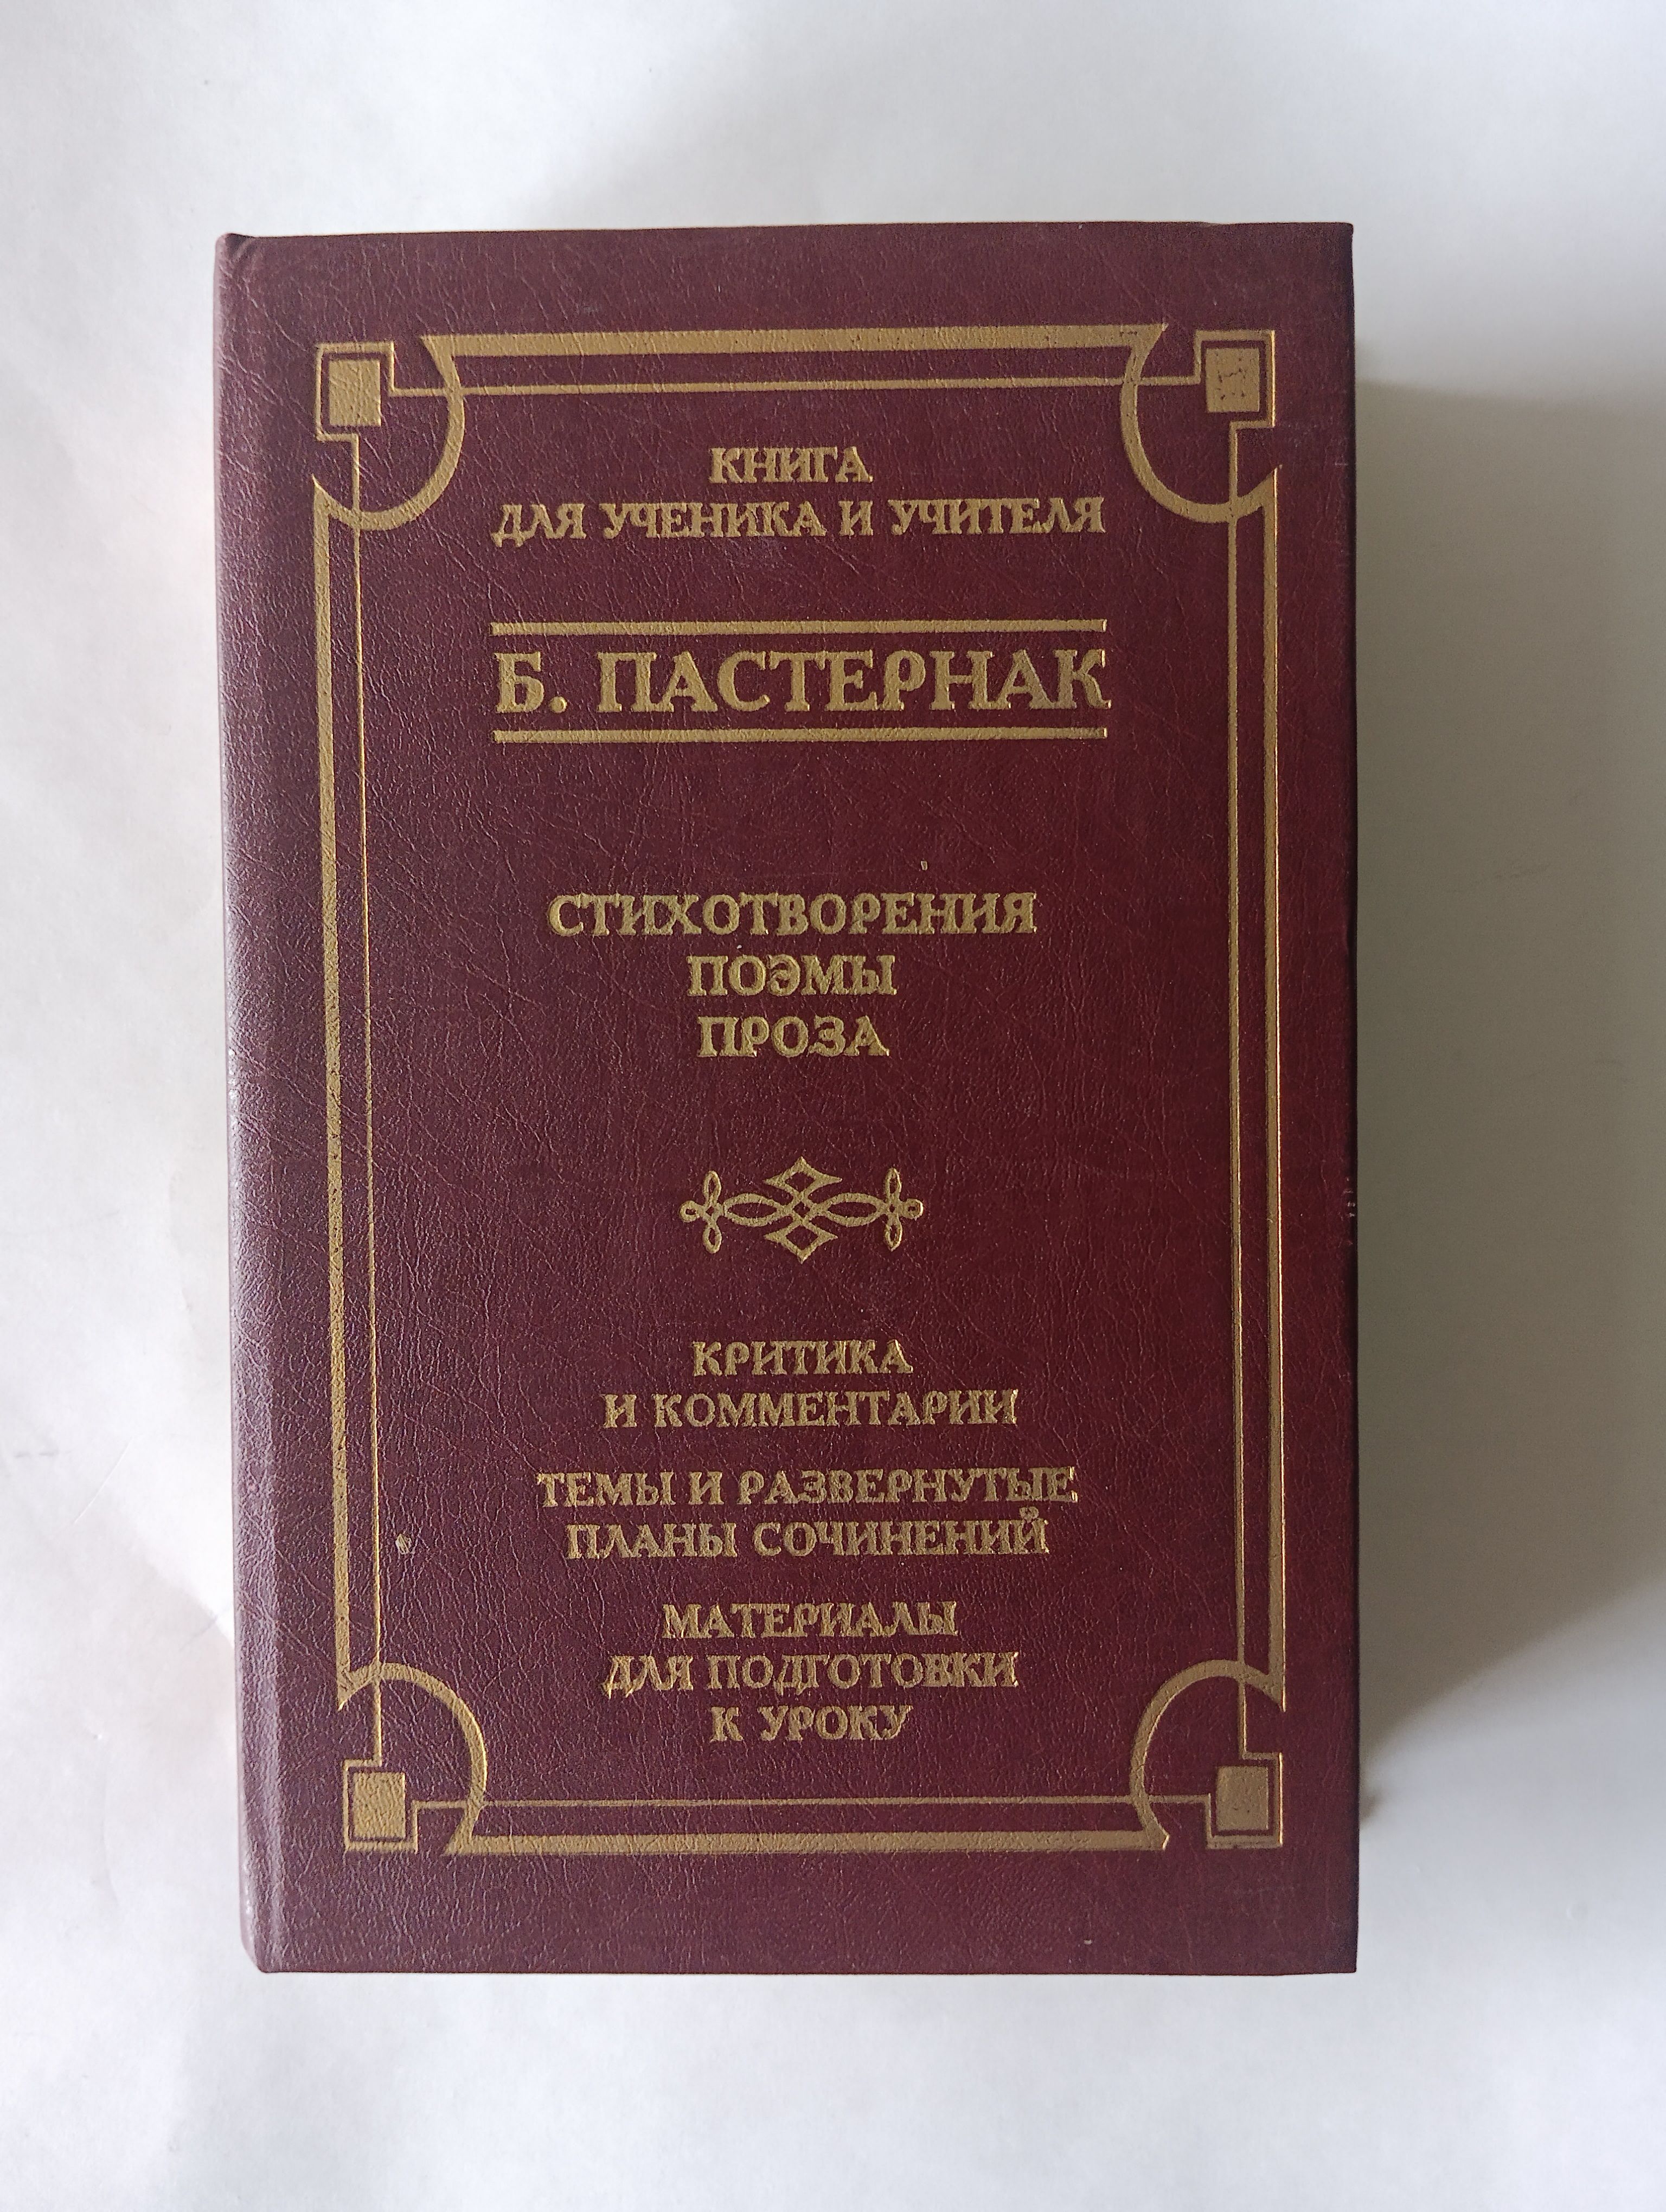 КНИГА
ДЛЯ УЧЕНИКА И УЧИТЕЛЯ
Б. ПАСТЕРНАК
СТИХОТВОРЕНИЯ
ПОЭМЫ
ПРОЗА
КРИТИКА
И КОММЕНТАРИИ
ТЕМЫ И РАЗВЕРНУТЫЕ
ПЛАНЫ СОЧИНЕНИЙ
МАТЕРИАЛЫ
ДЛЯ ПОДГОТОВКИ
К УРОКУ